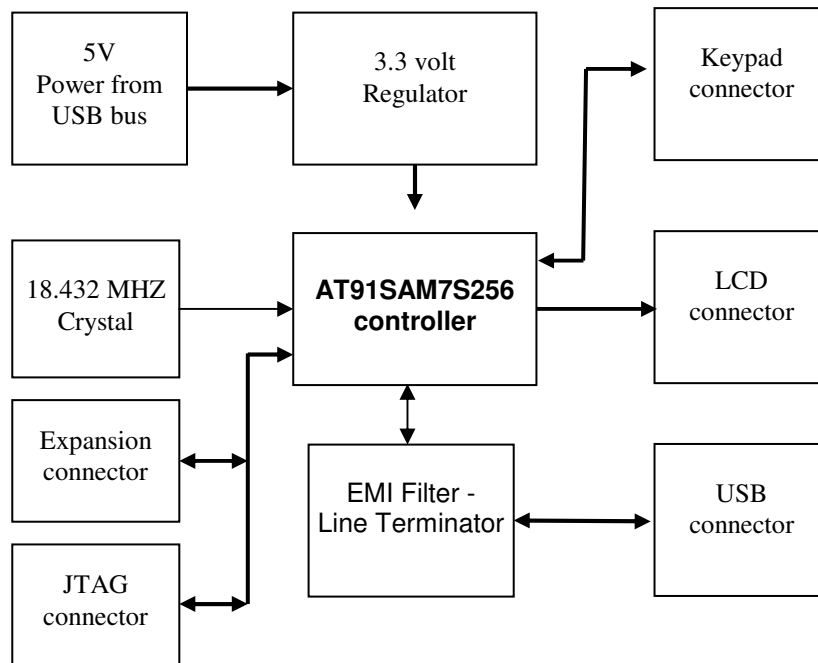 5V
Power from
USB bus
3.3 volt
Regulator
Keypad
connector
18.432 MHZ
Crystal
AT91SAM7S256
controller
LCD
connector
Expansion
connector
EMI Filter -
Line Terminator
USB
connector
JTAG
connector